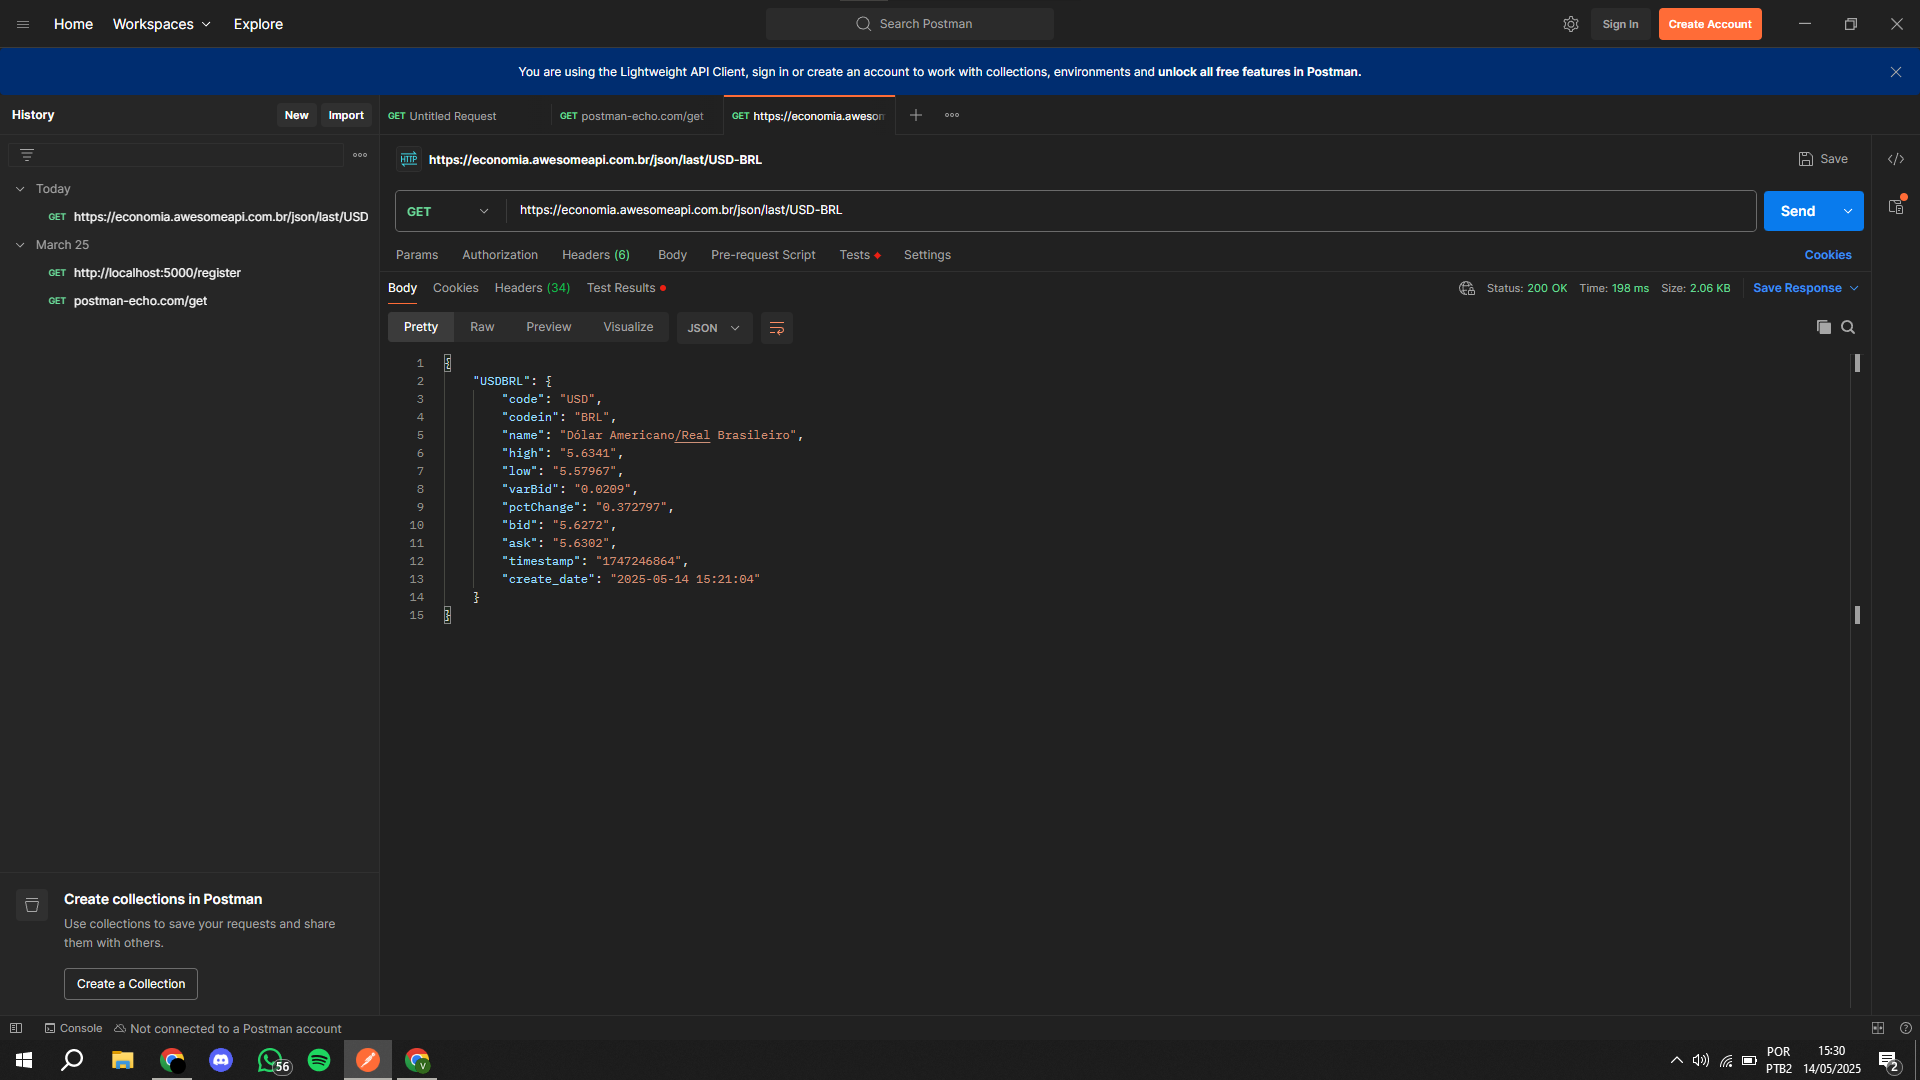 Home Workspaces Explore
Search Postman
Sign In Create Account
You are using the Lightweight API Client, sign in or create an account to work with collections, environments and unlock all free features in Postman.
History New Import
GET Untitled Request GET postman-echo.com/get GET https://economia.awesom
HTTP https://economia.awesomeapi.com.br/json/last/USD-BRL Save
Today
GET https://economia.awesomeapi.com.br/json/last/USD
March 25
GET http://localhost:5000/register
GET postman-echo.com/get
GET https://economia.awesomeapi.com.br/json/last/USD-BRL Send
Params Authorization Headers (6) Body Pre-request Script Tests Settings Cookies
Body Cookies Headers (34) Test Results Status: 200 OK Time: 198 ms Size: 2.06 KB Save Response
Pretty Raw Preview Visualize JSON
1 {
2 "USDBRL": {
3 "code": "USD",
4 "codein": "BRL",
5 "name": "Dólar Americano/Real Brasileiro",
6 "high": "5.6341",
7 "low": "5.57967",
8 "varBid": "0.0209",
9 "pctChange": "0.372797",
10 "bid": "5.6272",
11 "ask": "5.6302",
12 "timestamp": "1747246864",
13 "create_date": "2025-05-14 15:21:04"
14 }
15 }
Create collections in Postman
Use collections to save your requests and share
them with others.
Create a Collection
Console Not connected to a Postman account
56
V
POR
PTB2
15:30
14/05/2025
2